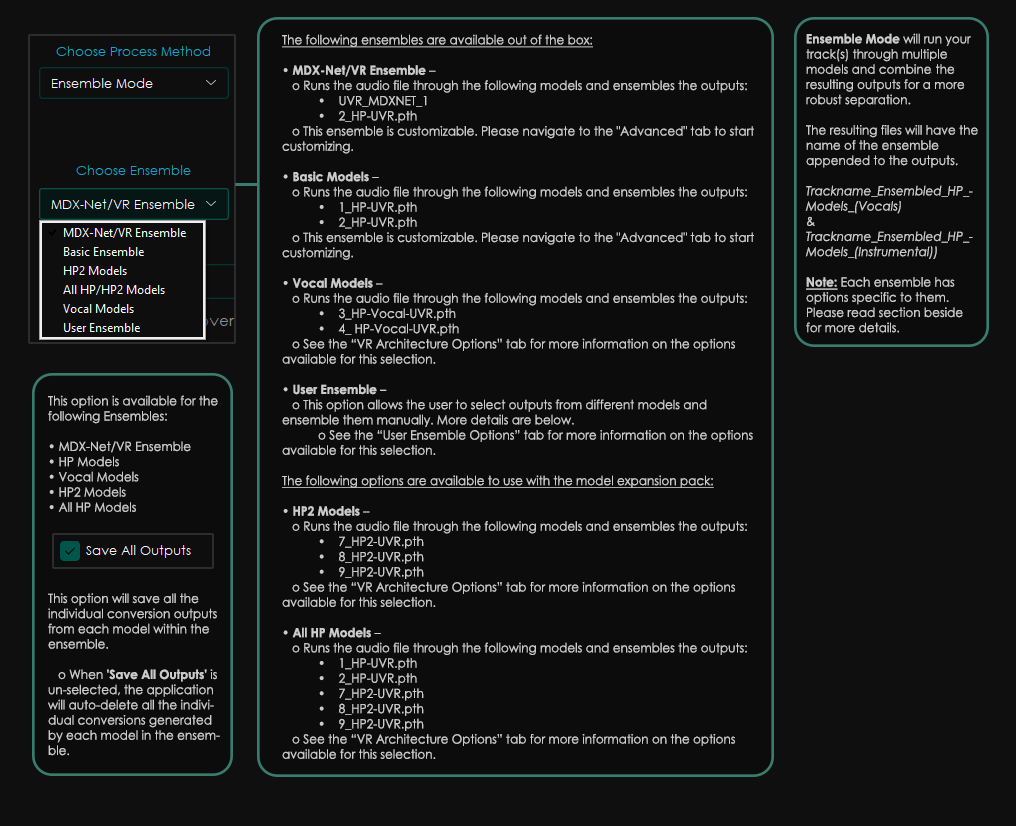 Choose Process Method
Ensemble Mode
Choose Ensemble
MDX-Net/VR Ensemble
MDX-Net/VR Ensemble
Basic Ensemble
HP2 Models
All HP/HP2 Models
Vocal Models
User Ensemble
over
This option is available for the
following Ensembles:
• MDX-Net/VR Ensemble
• HP Models
• Vocal Models
• HP2 Models
• All HP Models
Save All Outputs
This option will save all the
individual conversion outputs
from each model within the
ensemble.
o When 'Save All Outputs' is
un-selected, the application
will auto-delete all the indivi-
dual conversions generated
by each model in the ensem-
ble.
The following ensembles are available out of the box:
• MDX-Net/VR Ensemble –
o Runs the audio file through the following models and ensembles the outputs:
• UVR_MDXNET_1
• 2_HP-UVR.pth
o This ensemble is customizable. Please navigate to the "Advanced" tab to start
customizing.
• Basic Models –
o Runs the audio file through the following models and ensembles the outputs:
• 1_HP-UVR.pth
• 2_HP-UVR.pth
o This ensemble is customizable. Please navigate to the "Advanced" tab to start
customizing.
• Vocal Models –
o Runs the audio file through the following models and ensembles the outputs:
• 3_HP-Vocal-UVR.pth
• 4_ HP-Vocal-UVR.pth
o See the “VR Architecture Options” tab for more information on the options
available for this selection.
• User Ensemble –
o This option allows the user to select outputs from different models and
ensemble them manually. More details are below.
o See the “User Ensemble Options” tab for more information on the options
available for this selection.
The following options are available to use with the model expansion pack:
• HP2 Models –
o Runs the audio file through the following models and ensembles the outputs:
• 7_HP2-UVR.pth
• 8_HP2-UVR.pth
• 9_HP2-UVR.pth
o See the “VR Architecture Options” tab for more information on the options
available for this selection.
• All HP Models –
o Runs the audio file through the following models and ensembles the outputs:
• 1_HP-UVR.pth
• 2_HP-UVR.pth
• 7_HP2-UVR.pth
• 8_HP2-UVR.pth
• 9_HP2-UVR.pth
o See the “VR Architecture Options” tab for more information on the options
available for this selection.
Ensemble Mode will run your
track(s) through multiple
models and combine the
resulting outputs for a more
robust separation.
The resulting files will have the
name of the ensemble
appended to the outputs.
Trackname_Ensembled_HP_-
Models_(Vocals)
&
Trackname_Ensembled_HP_-
Models_(Instrumental))
Note: Each ensemble has
options specific to them.
Please read section beside
for more details.